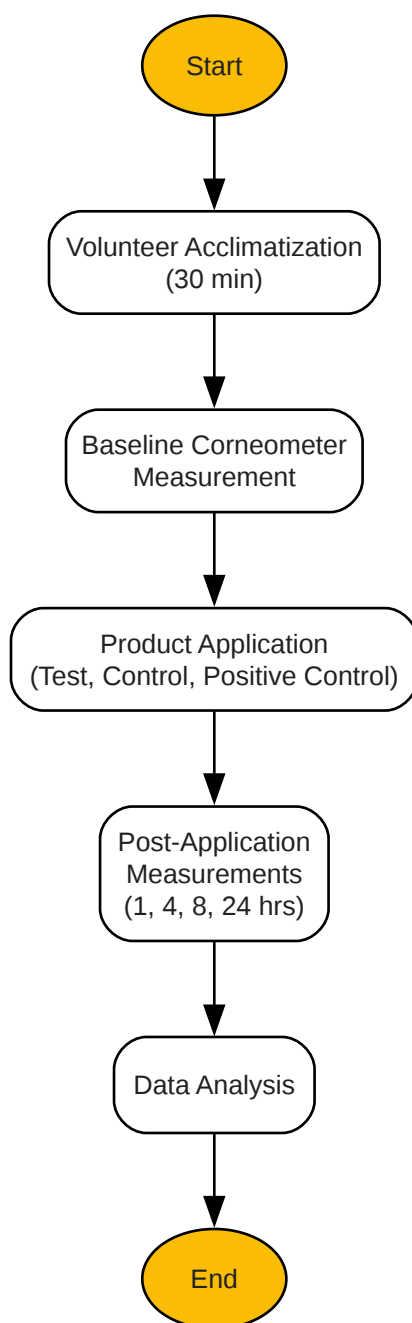 Start
Volunteer Acclimatization
(30 min)
Baseline Corneometer
Measurement
Product Application
(Test, Control, Positive Control)
Post-Application
Measurements
(1, 4, 8, 24 hrs)
Data Analysis
End